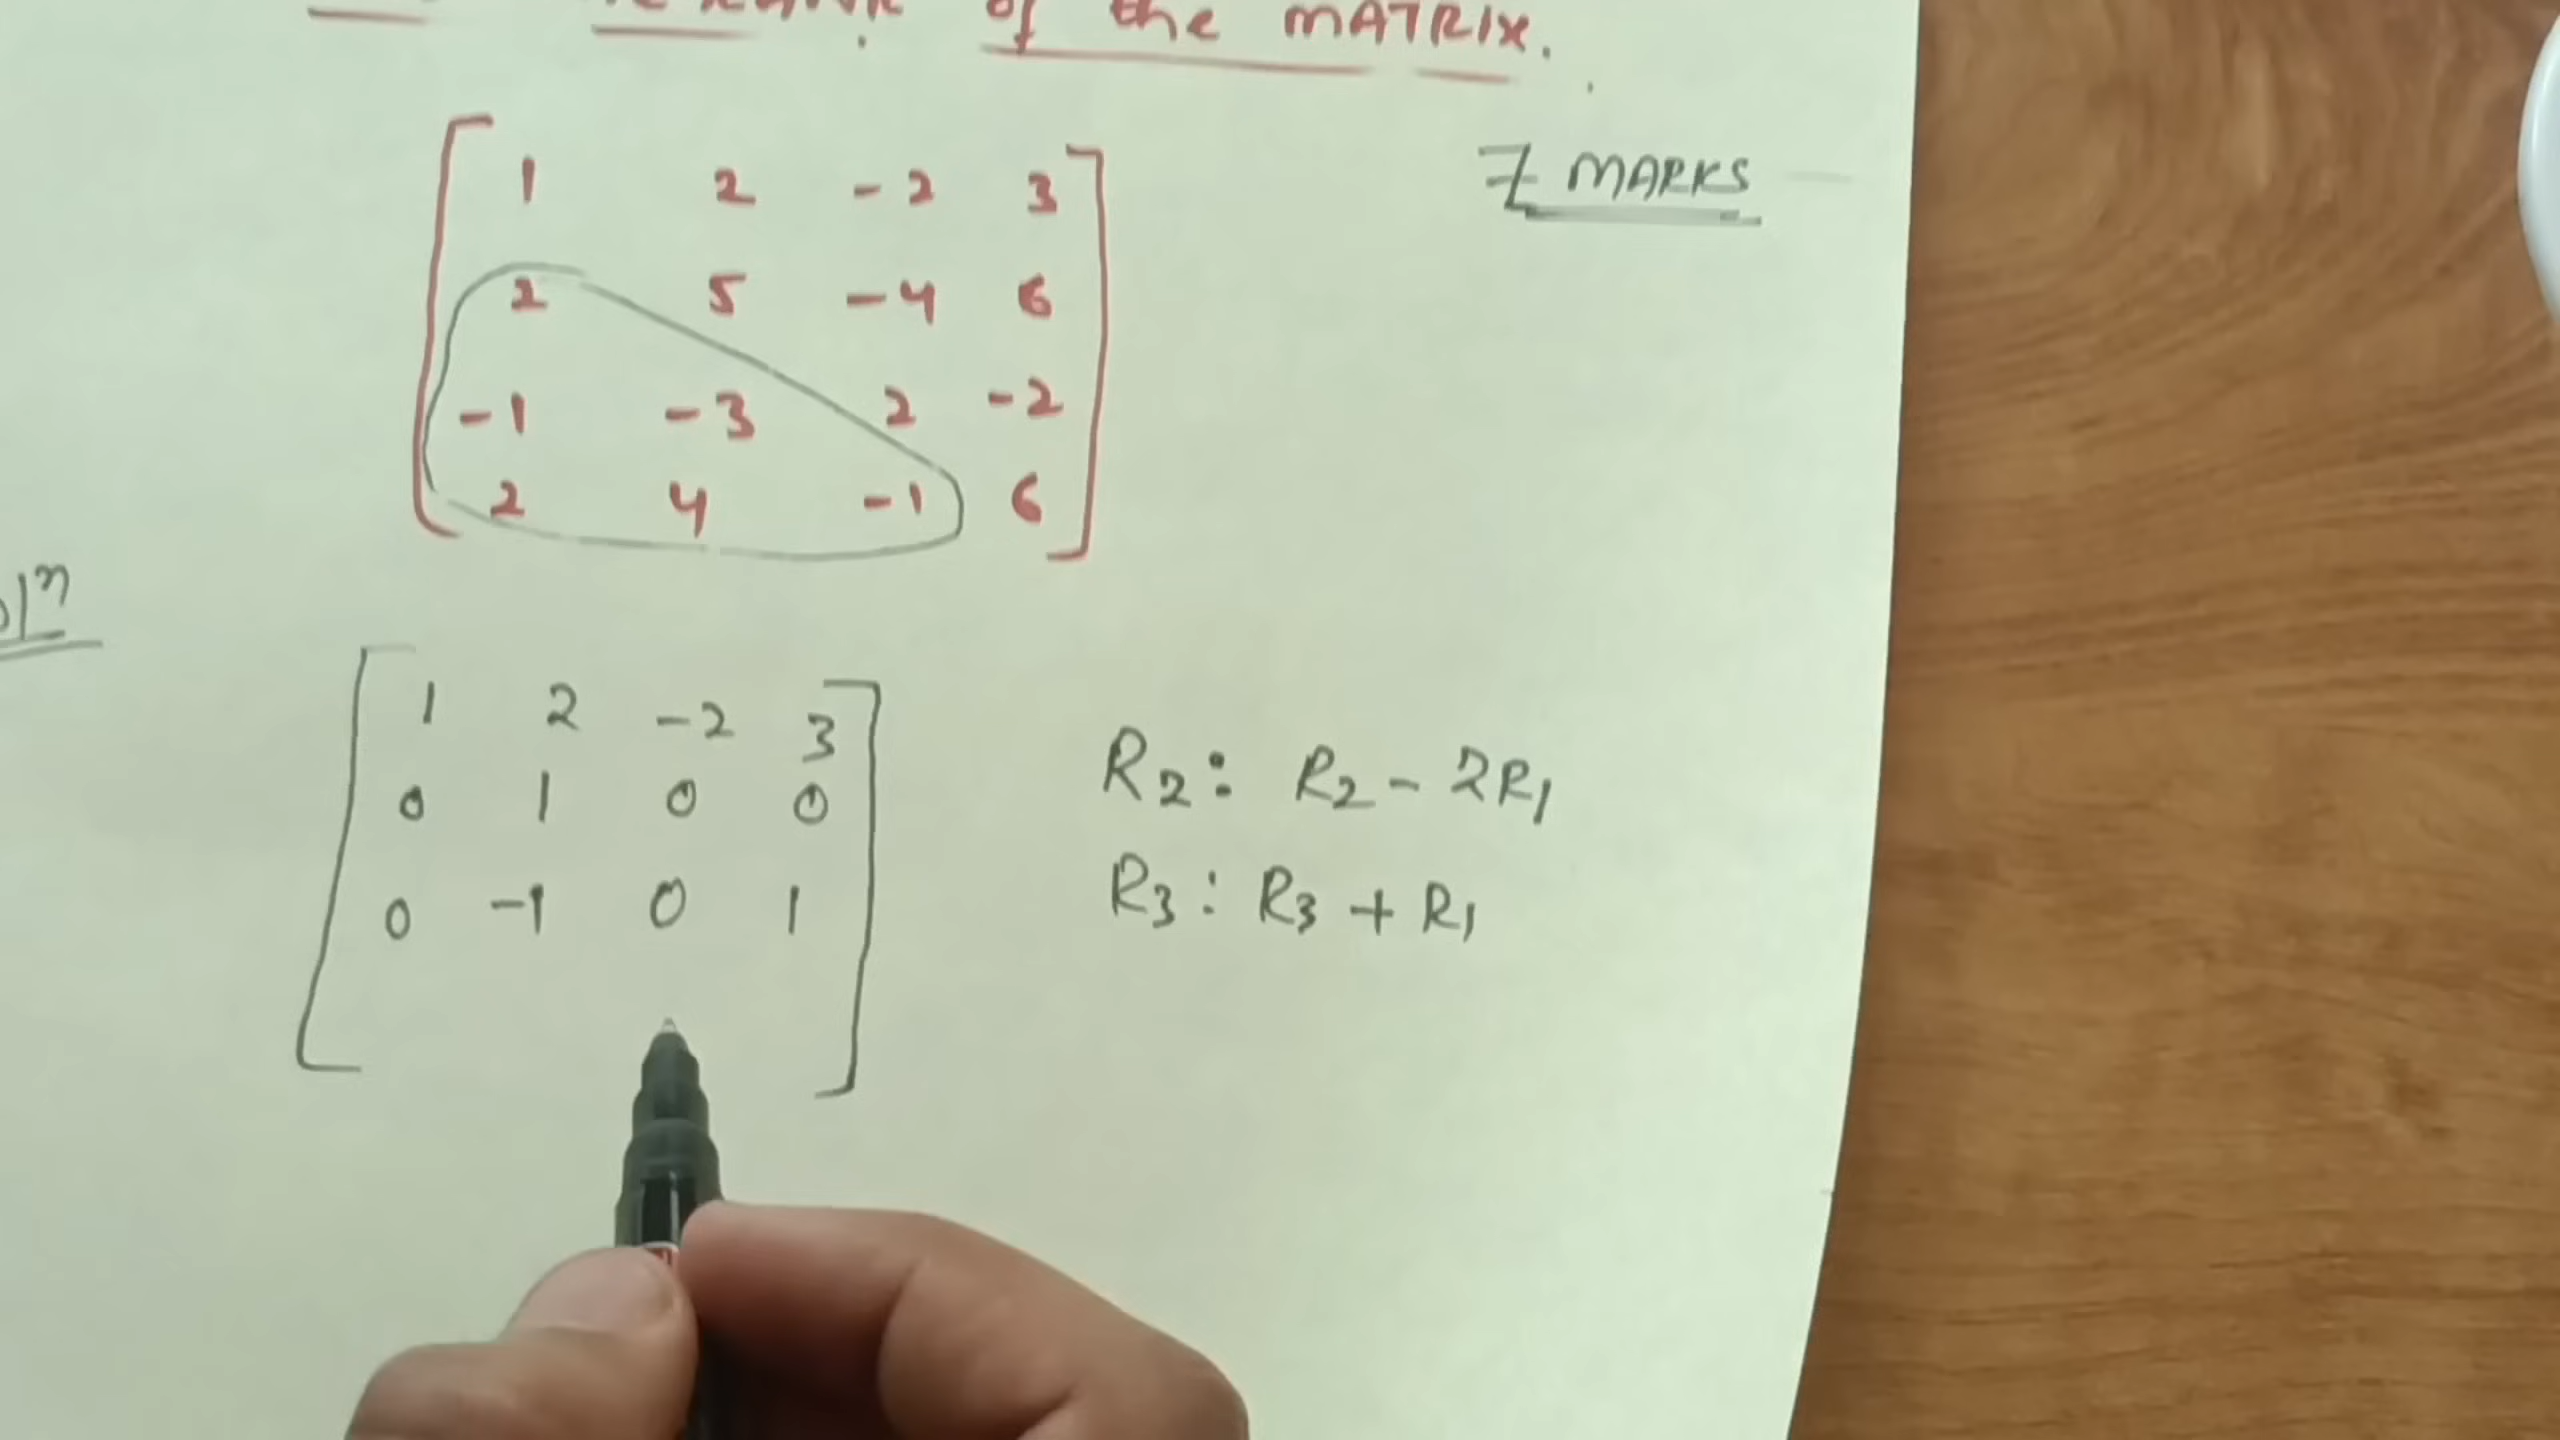 of the MATRIX.
7 MARKS
1 2 -2 3
2 5 -4 6
-1 -3 2 -2
2 4 -1 6
1 2 -2 3
0 1 0 0
R2: R2 - 2R1
0 -1 0 1
R3: R3 + R1